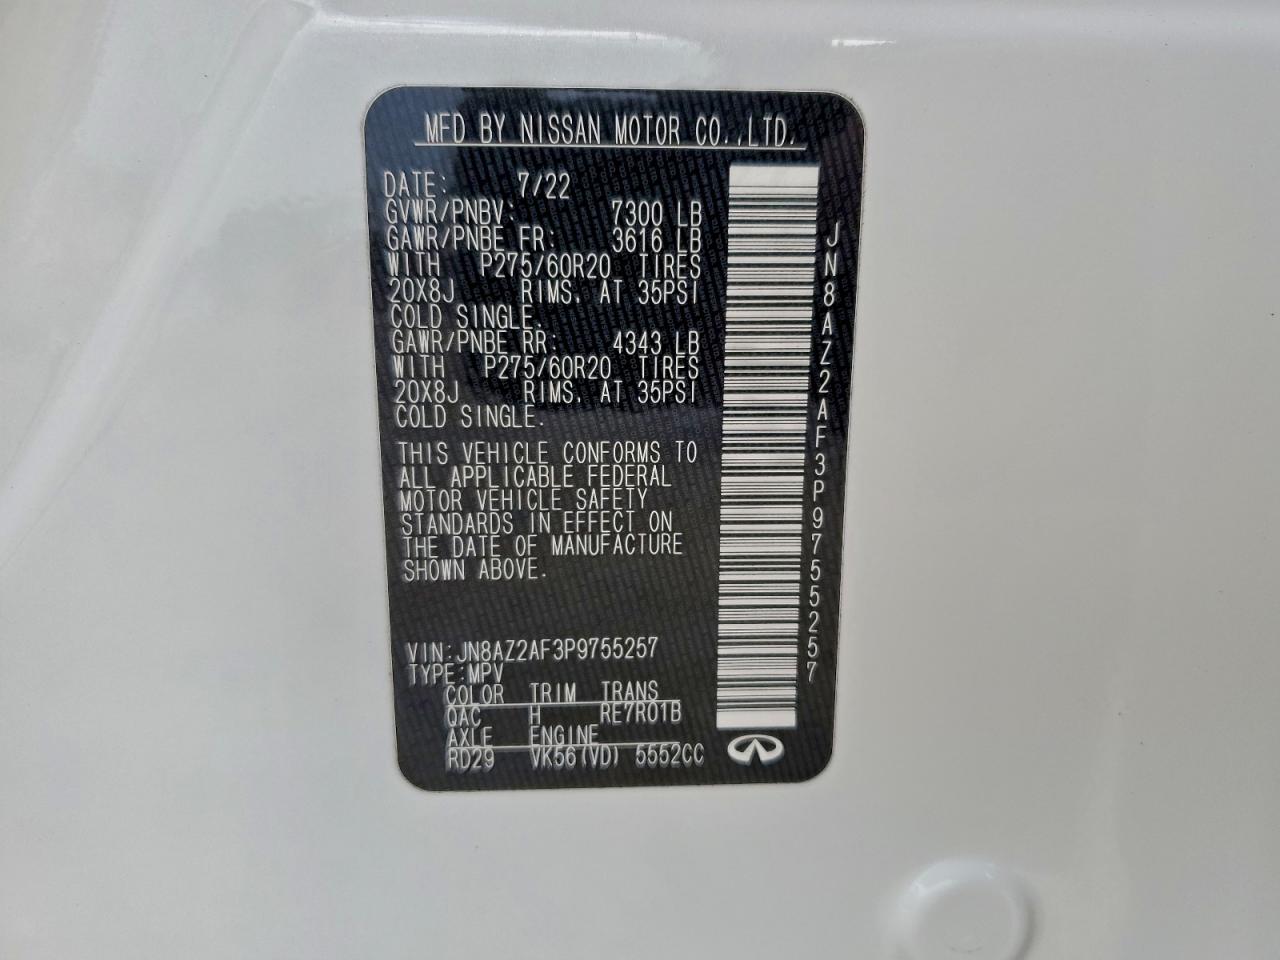 MFD BY NISSAN MOTOR CO.,LTD.
DATE: 7/22
GVWR/PNBV: 7300 LB
GAWR/PNBE FR: 3616 LB
WITH P275/60R20 TIRES
20X8J RIMS. AT 35PSI
COLD SINGLE.
GAWR/PNBE RR: 4343 LB
WITH P275/60R20 TIRES
20X8J RIMS. AT 35PSI
COLD SINGLE.
THIS VEHICLE CONFORMS TO
ALL APPLICABLE FEDERAL
MOTOR VEHICLE SAFETY
STANDARDS IN EFFECT ON
THE DATE OF MANUFACTURE
SHOWN ABOVE.
VIN:JN8AZ2AF3P9755257
TYPE:MPV
COLOR TRIM TRANS
QAC H RE7R01B
AXLE ENGINE
RD29 VK56(VD) 5552CC
JN8AZ2AF3P9755257